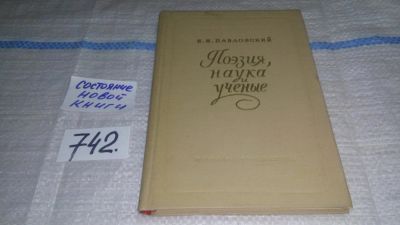 Е. Н. ПАВЛОВСКИЙ
Поэзия,
наука
и
ученые
СОСТОЯНИЕ
НОВОЙ
КНИГИ
742.